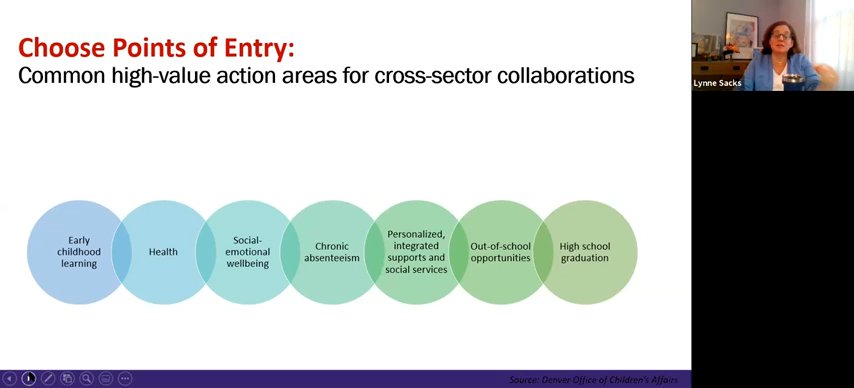 Choose Points of Entry:
Common high-value action areas for cross-sector collaborations
Lynne Sacks
Early
childhood
learning
Health
Social-
emotional
wellbeing
Chronic
absenteeism
Personalized,
integrated
supports and
social services
Out-of-school
opportunities
High school
graduation
Source: Denver Office of Children's Affairs